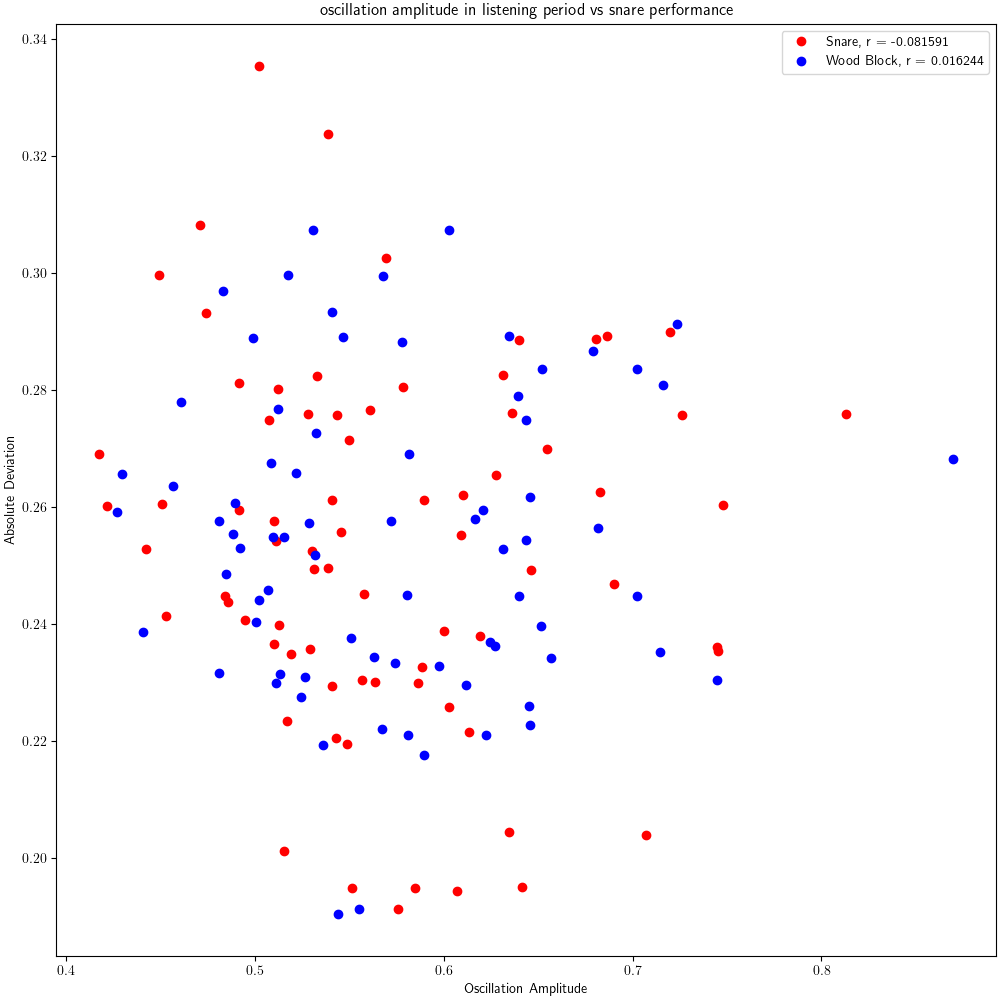 oscillation amplitude in listening period vs snare performance
Snare, r = -0.081591
Wood Block, r = 0.016244
0.34
0.32
0.30
0.28
0.26
0.24
0.22
0.20
Absolute Deviation
0.4 0.5 0.6 0.7 0.8
Oscillation Amplitude